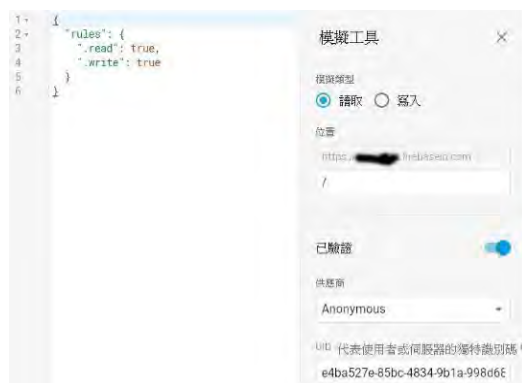 1 {
2 "rules": {
3 ".read": true,
4 ".write": true
5 }
6 }
模擬工具
模擬類型
讀取 寫入
位置
firebaseio.com
/
已驗證
供應商
Anonymous
UID 代表使用者或伺服器的獨特識別碼
e4ba527e-85bc-4834-9b1a-998d68